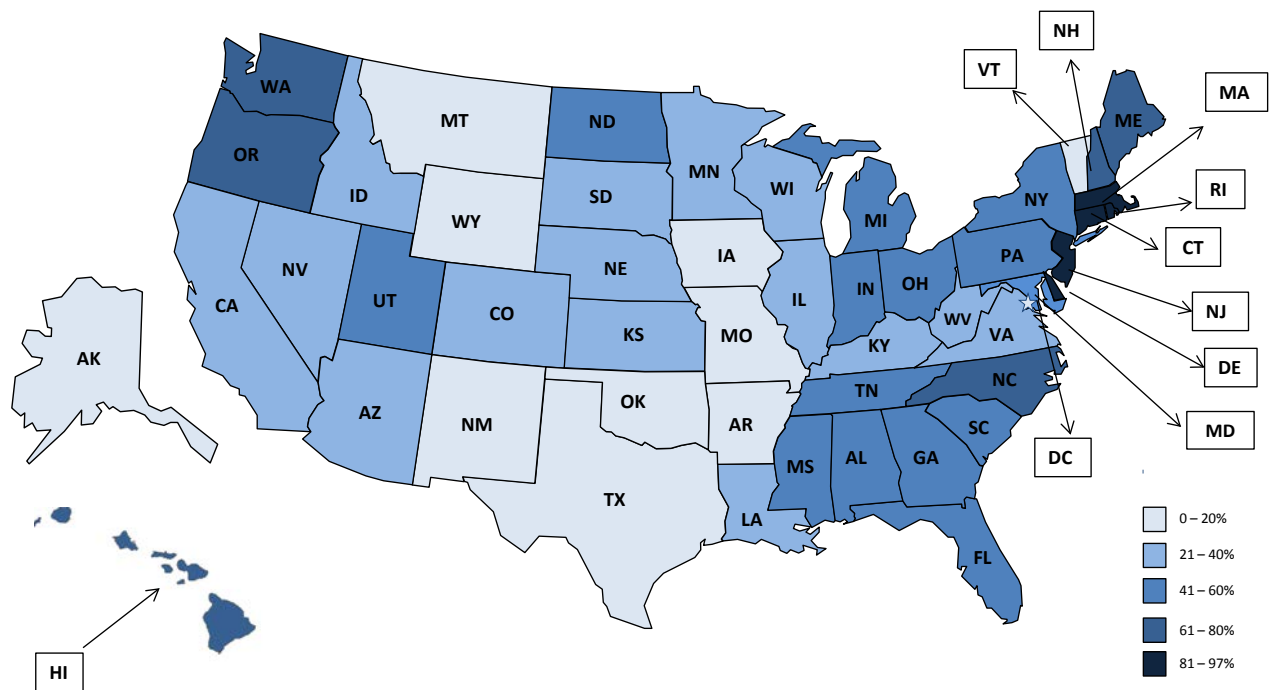 NH
VT
MA
WA
MT
ND
ME
OR
MN
ID
SD
WI
NY
RI
WY
MI
CT
IA
PA
NE
NV
UT
CA
CO
IL
IN
OH
NJ
WV
VA
KS
MO
KY
AK
DE
NC
TN
OK
AZ
NM
AR
SC
MD
MS
AL
GA
DC
TX
LA
FL
HI
0 – 20%
21 – 40%
41 – 60%
61 – 80%
81 – 97%